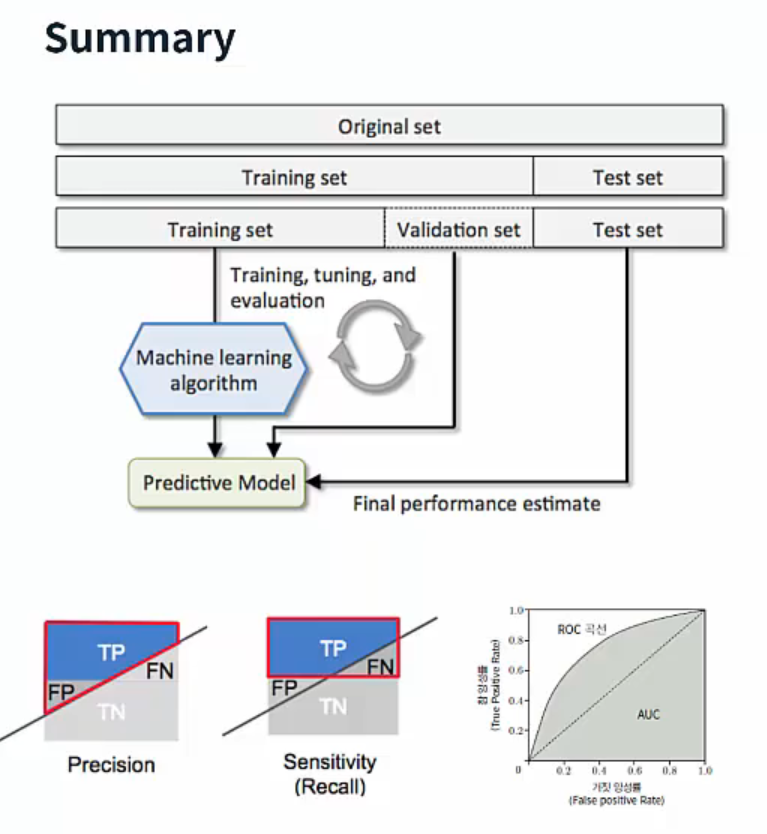 Summary
Original set
Training set
Test set
Training set
Validation set
Test set
Training, tuning, and
evaluation
Machine learning
algorithm
Predictive Model
Final performance estimate
TP
FN
FP
TN
Precision
TP
FN
FP
TN
Sensitivity
(Recall)
ROC 곡선
AUC
참 양성률
(True Positive Rate)
1.0
0.8
0.6
0.4
0.2
0
0.2
0.4
0.6
0.8
1.0
거짓 양성률
(False positive Rate)